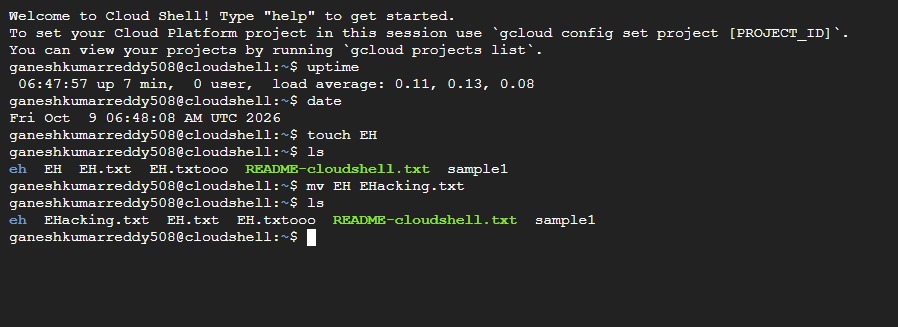 Welcome to Cloud Shell! Type "help" to get started.
To set your Cloud Platform project in this session use `gcloud config set project [PROJECT_ID]`.
You can view your projects by running `gcloud projects list`.
ganeshkumarreddy508@cloudshell:~$ uptime
 06:47:57 up 7 min,  0 user,  load average: 0.11, 0.13, 0.08
ganeshkumarreddy508@cloudshell:~$ date
Fri Oct  9 06:48:08 AM UTC 2026
ganeshkumarreddy508@cloudshell:~$ touch EH
ganeshkumarreddy508@cloudshell:~$ ls
eh  EH  EH.txt  EH.txtooo  README-cloudshell.txt  sample1
ganeshkumarreddy508@cloudshell:~$ mv EH EHacking.txt
ganeshkumarreddy508@cloudshell:~$ ls
eh  EHacking.txt  EH.txt  EH.txtooo  README-cloudshell.txt  sample1
ganeshkumarreddy508@cloudshell:~$